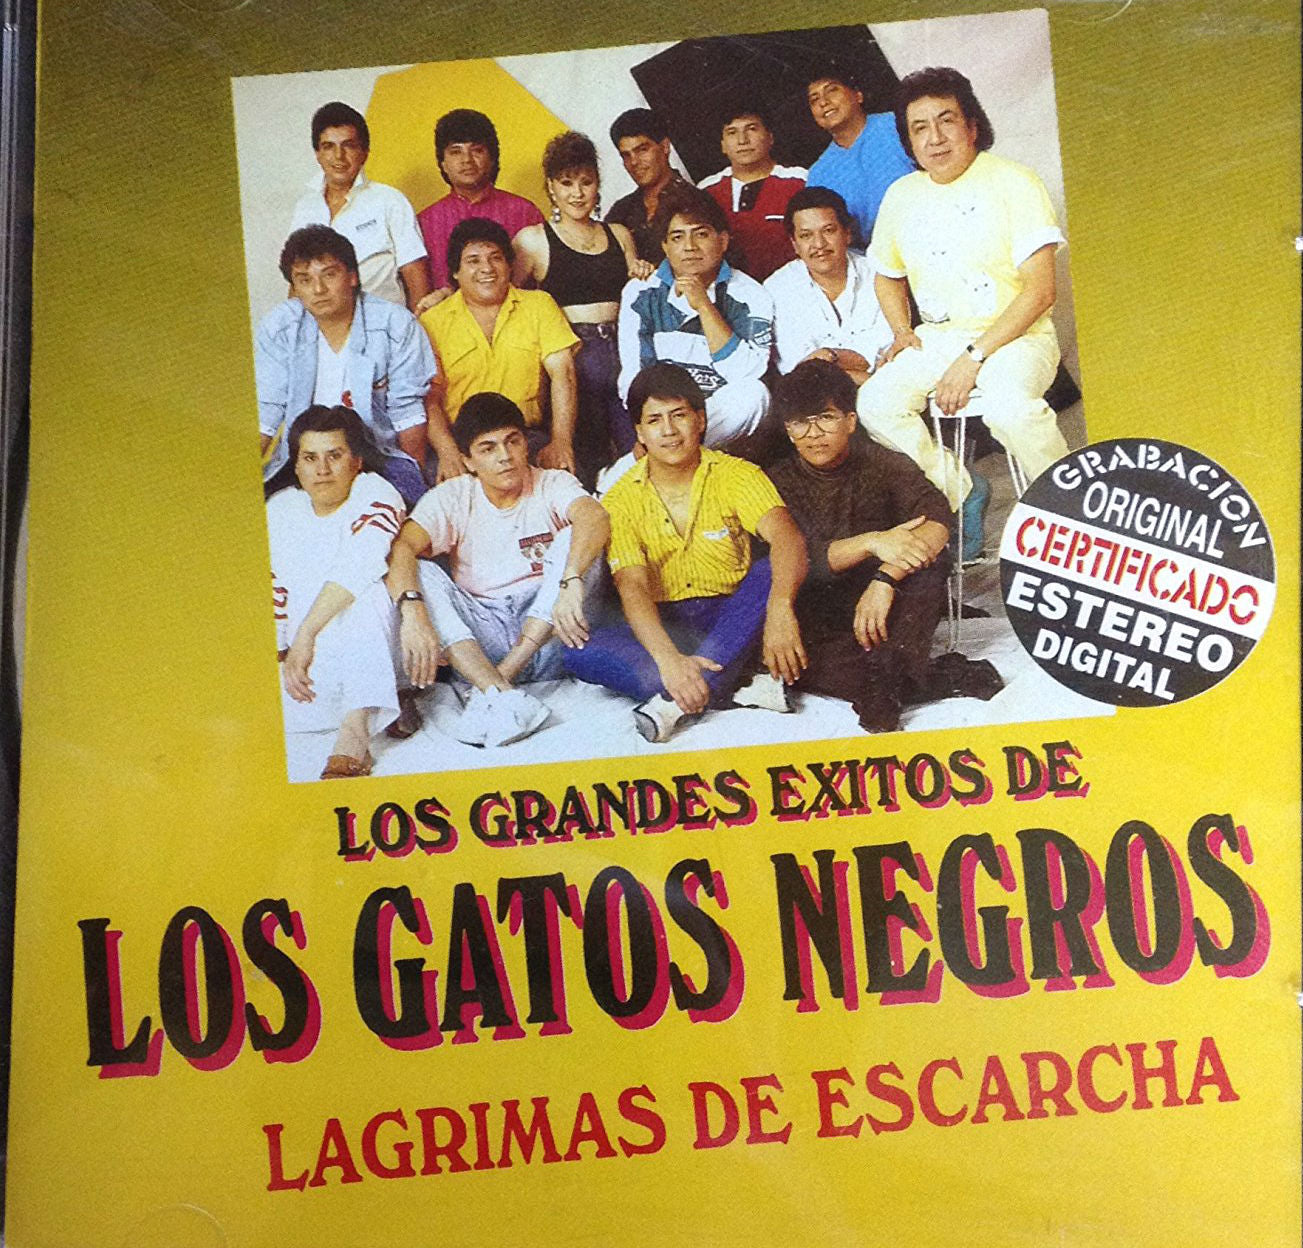 GRABACION
ORIGINAL
CERTIFICADO
ESTEREO
DIGITAL
LOS GRANDES EXITOS DE
LOS GATOS NEGROS
LAGRIMAS DE ESCARCHA